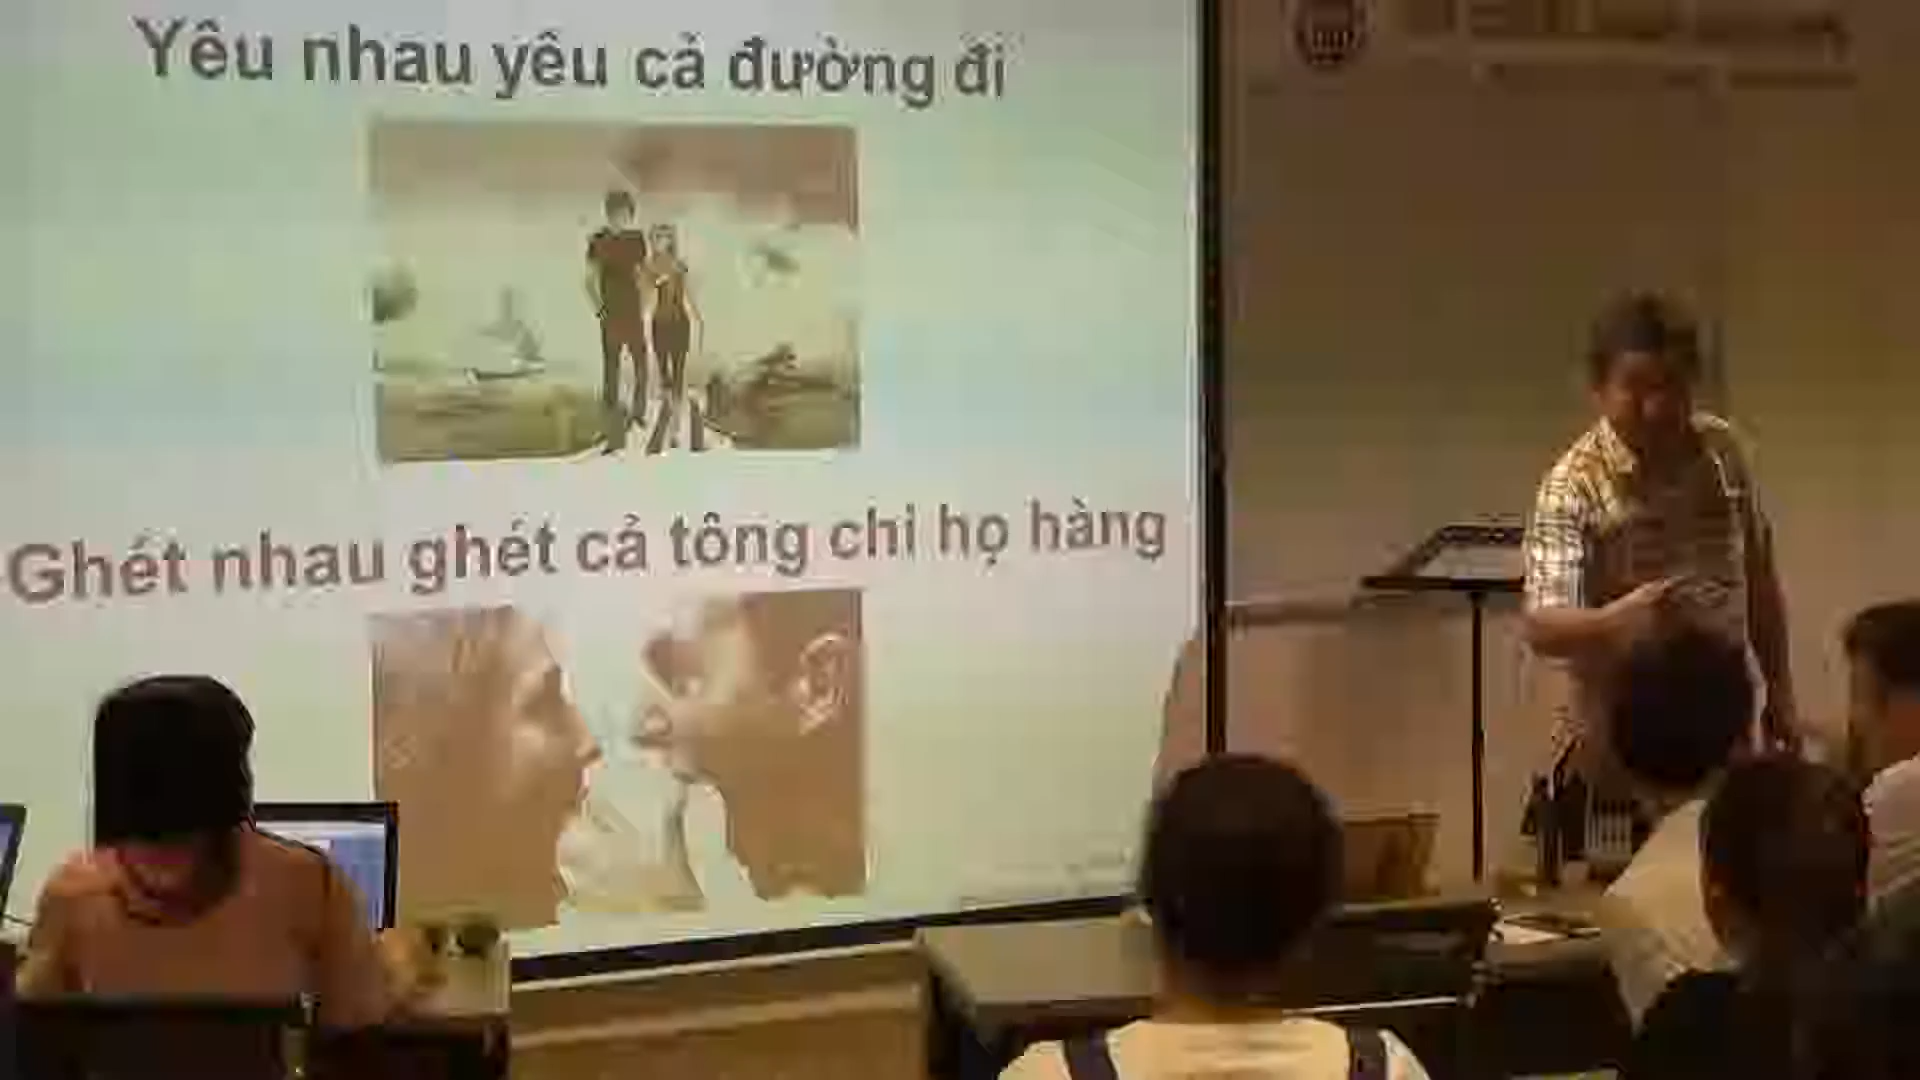 Yêu nhau yêu cả đường đi
Ghét nhau ghét cả tông chi họ hàng